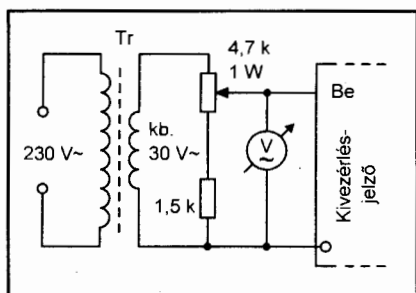 Tr
4,7 k
1 W
Be
230 V~
kb.
30 V~
V
~
1,5 k
Kivezérlés-
jelző